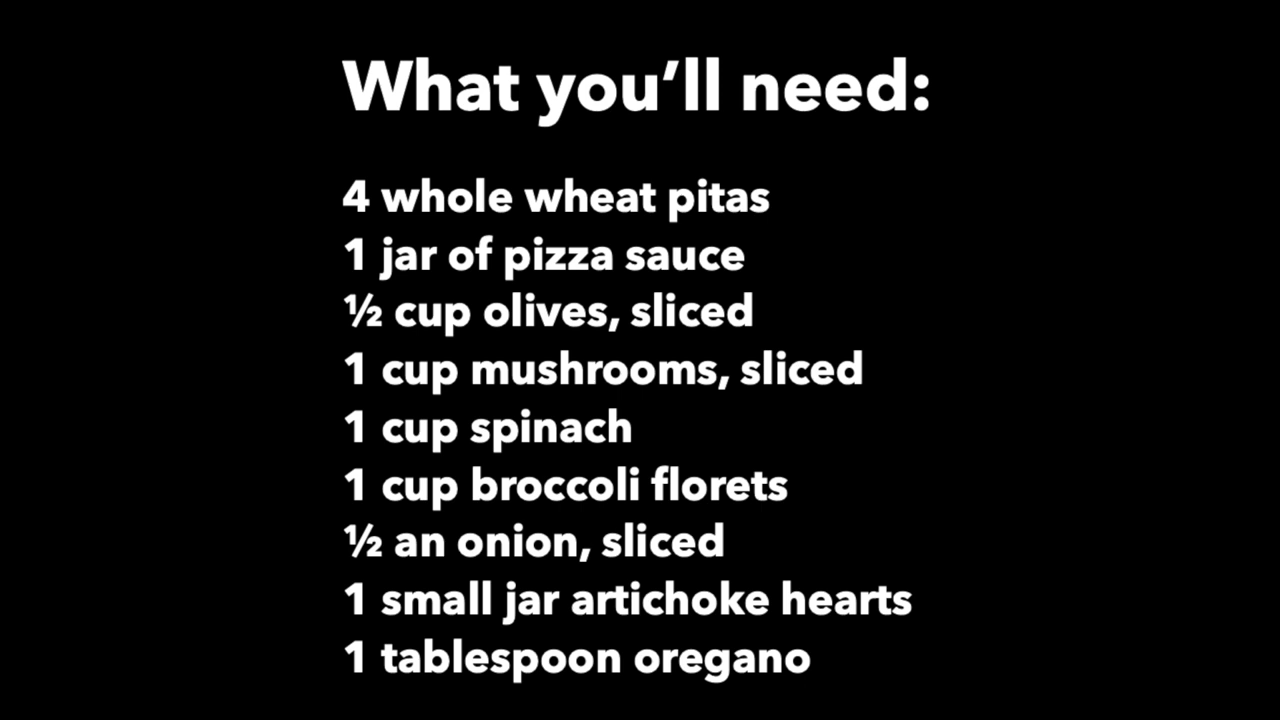 What you’ll need:
4 whole wheat pitas
1 jar of pizza sauce
½ cup olives, sliced
1 cup mushrooms, sliced
1 cup spinach
1 cup broccoli florets
½ an onion, sliced
1 small jar artichoke hearts
1 tablespoon oregano